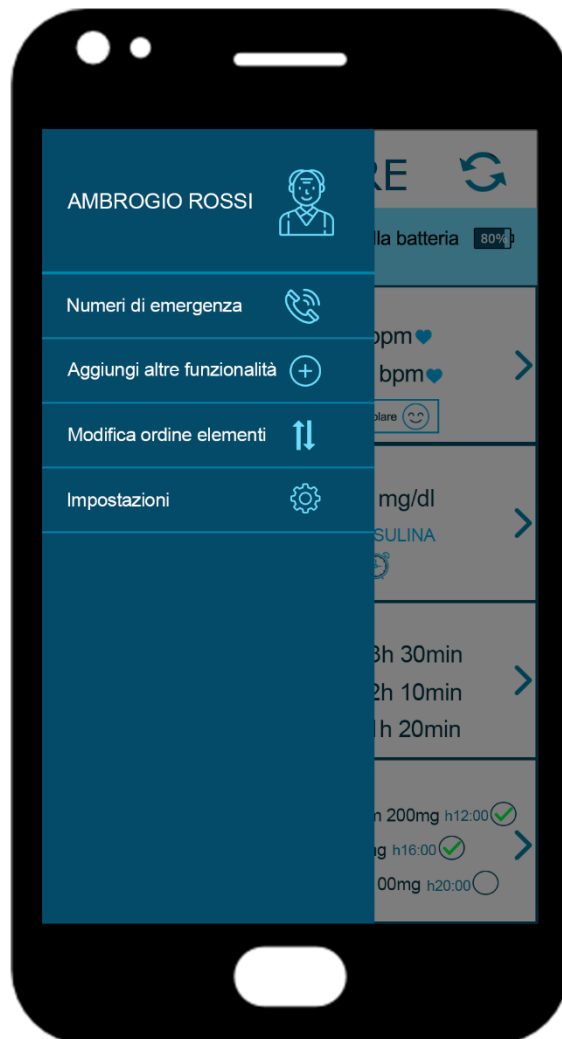 AMBROGIO ROSSI
Numeri di emergenza
Aggiungi altre funzionalità
Modifica ordine elementi
Impostazioni
RE
lla batteria 80%
bpm
bpm
olare
mg/dl
SULINA
3h 30min
2h 10min
1h 20min
200mg h12:00
h16:00
00mg h20:00